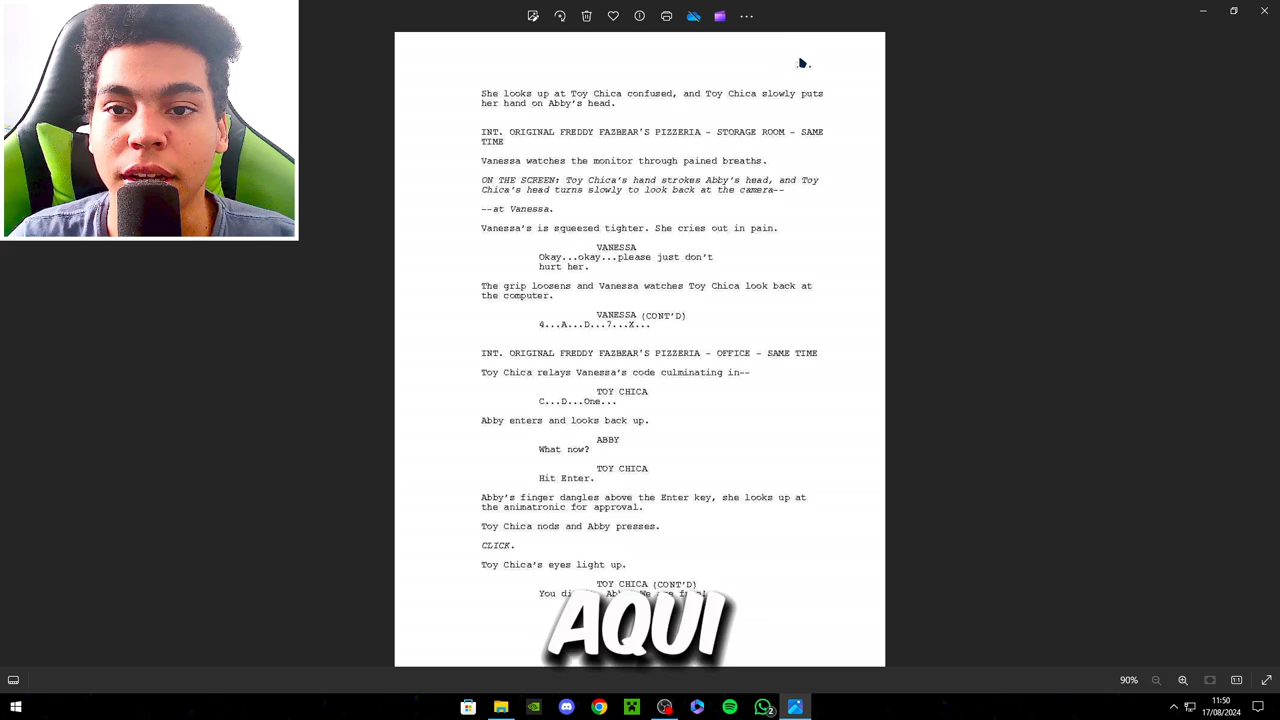 She looks up at Toy Chica confused, and Toy Chica slowly puts
her hand on Abby's head.
INT. ORIGINAL FREDDY FAZBEAR'S PIZZERIA - STORAGE ROOM - SAME
TIME
Vanessa watches the monitor through pained breaths.
ON THE SCREEN: Toy Chica's hand strokes Abby's head, and Toy
Chica's head turns slowly to look back at the camera--
--at Vanessa.
Vanessa's is squeezed tighter. She cries out in pain.
VANESSA
Okay...okay...please just don't
hurt her.
The grip loosens and Vanessa watches Toy Chica look back at
the computer.
VANESSA (CONT'D)
4...A...D...7...X...
INT. ORIGINAL FREDDY FAZBEAR'S PIZZERIA - OFFICE - SAME TIME
Toy Chica relays Vanessa's code culminating in--
TOY CHICA
C...D...One...
Abby enters and looks back up.
ABBY
What now?
TOY CHICA
Hit Enter.
Abby's finger dangles above the Enter key, she looks up at
the animatronic for approval.
Toy Chica nods and Abby presses.
CLICK.
Toy Chica's eyes light up.
TOY CHICA (CONT'D)
You
AQUI
90%
2
11:50
17/08/2024